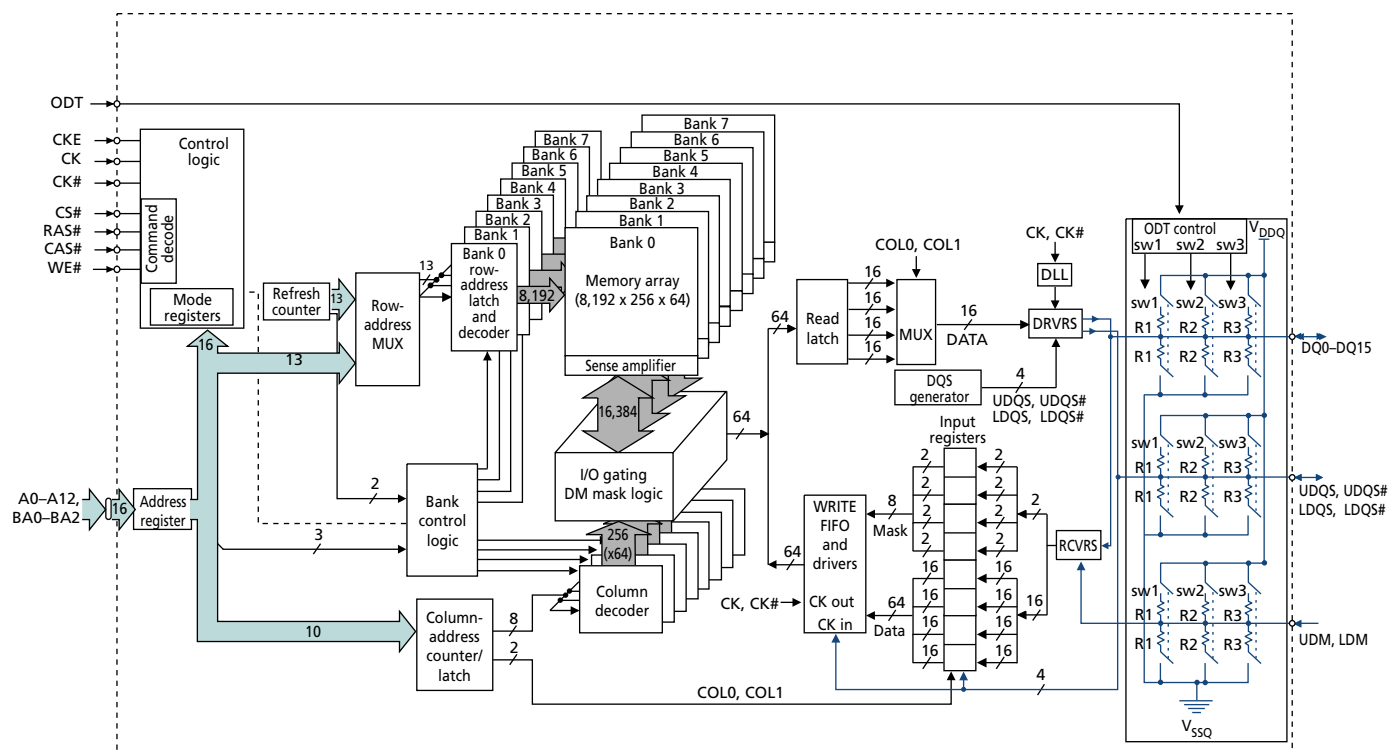 ODT
CKE
CK
CK#
CS#
RAS#
CAS#
WE#
Control
logic
Command
decode
Mode
registers
16
A0–A12,
BA0–BA2
16
Address
register
Refresh
counter
13
13
Row-
address
MUX
13
2
3
10
Bank
control
logic
Column-
address
counter/
latch
8
2
Bank 7
Bank 6
Bank 5
Bank 4
Bank 3
Bank 2
Bank 1
Bank 0
row-
address
latch
and
decoder
8,192
Bank 7
Bank 6
Bank 5
Bank 4
Bank 3
Bank 2
Bank 1
Bank 0
Memory array
(8,192 x 256 x 64)
Sense amplifier
16,384
I/O gating
DM mask logic
256
(x64)
Column
decoder
COL0, COL1
64
64
64
Read
latch
16
16
16
16
COL0, COL1
MUX
16
DATA
CK, CK#
DLL
DRVRS
DQS
generator
4
UDQS, UDQS#
LDQS, LDQS#
Input
registers
WRITE
FIFO
and
drivers
CK out
CK in
CK, CK#
8
Mask
64
Data
2
2
2
2
16
16
16
16
2
2
2
2
16
16
16
16
2
16
4
RCVRS
ODT control
sw1 sw2 sw3
VDDQ
sw1 sw2 sw3
R1 R2 R3
R1 R2 R3
sw1 sw2 sw3
R1 R2 R3
R1 R2 R3
sw1 sw2 sw3
R1 R2 R3
R1 R2 R3
VSSQ
DQ0–DQ15
UDQS, UDQS#
LDQS, LDQS#
UDM, LDM